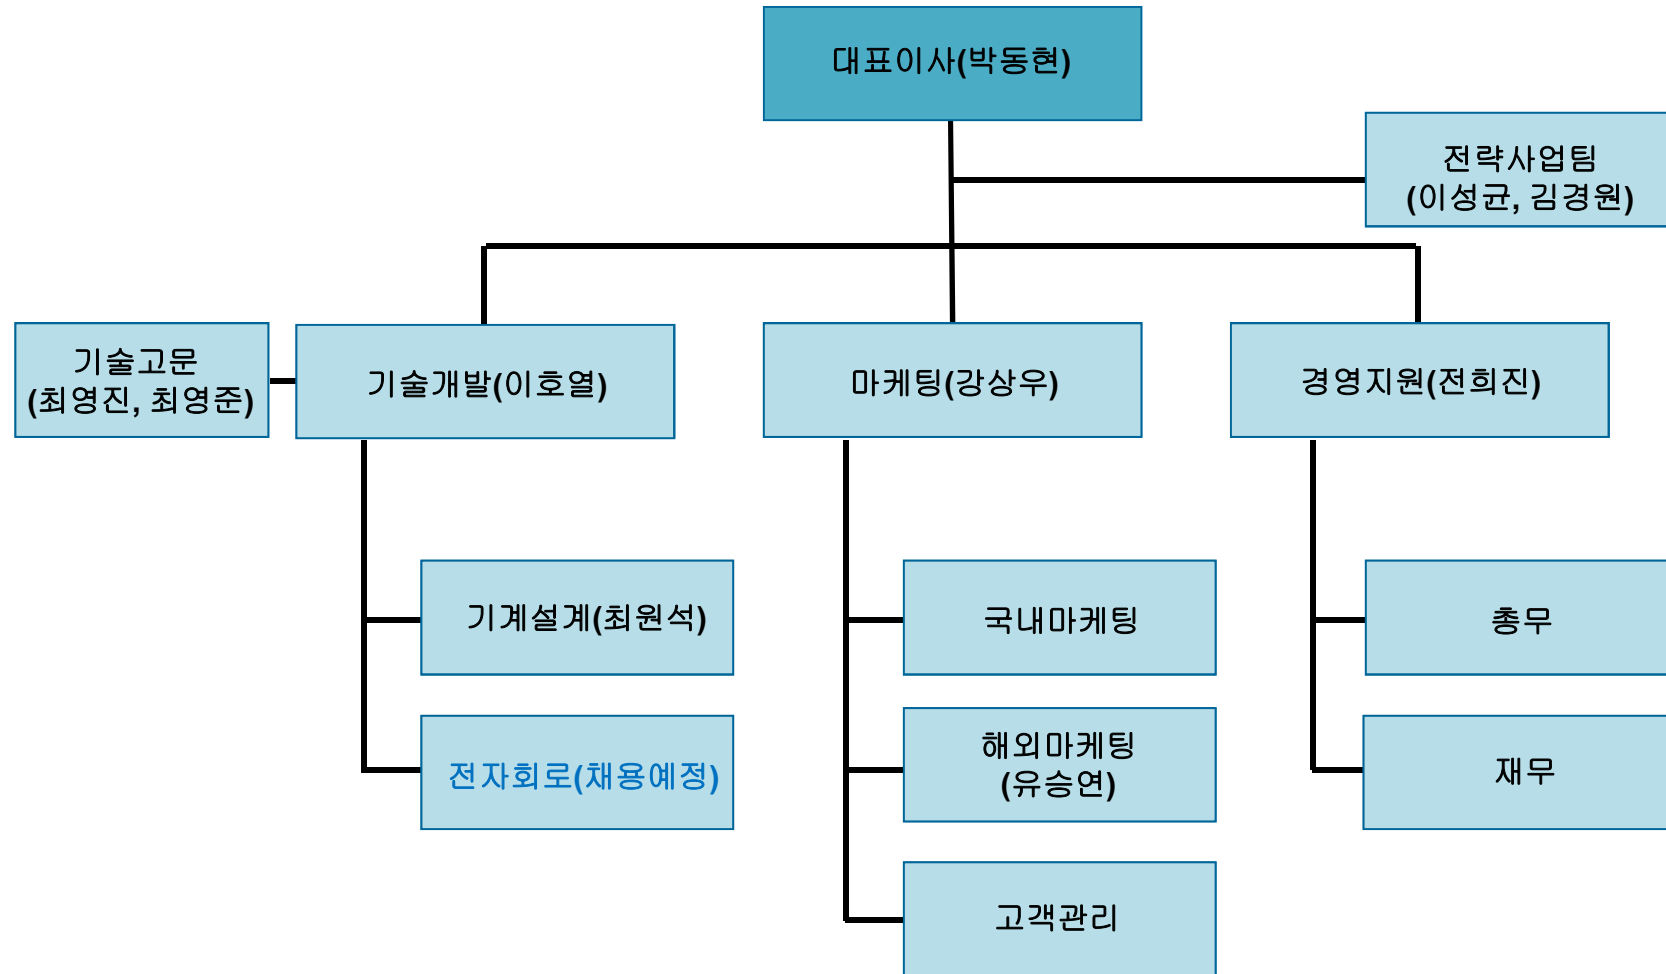 대표이사(박동현)
전략사업팀
(이성균, 김경원)
기술고문
(최영진, 최영준)
기술개발(이호열)
마케팅(강상우)
경영지원(전희진)
기계설계(최원석)
국내마케팅
총무
전자회로(채용예정)
해외마케팅
(유승연)
재무
고객관리